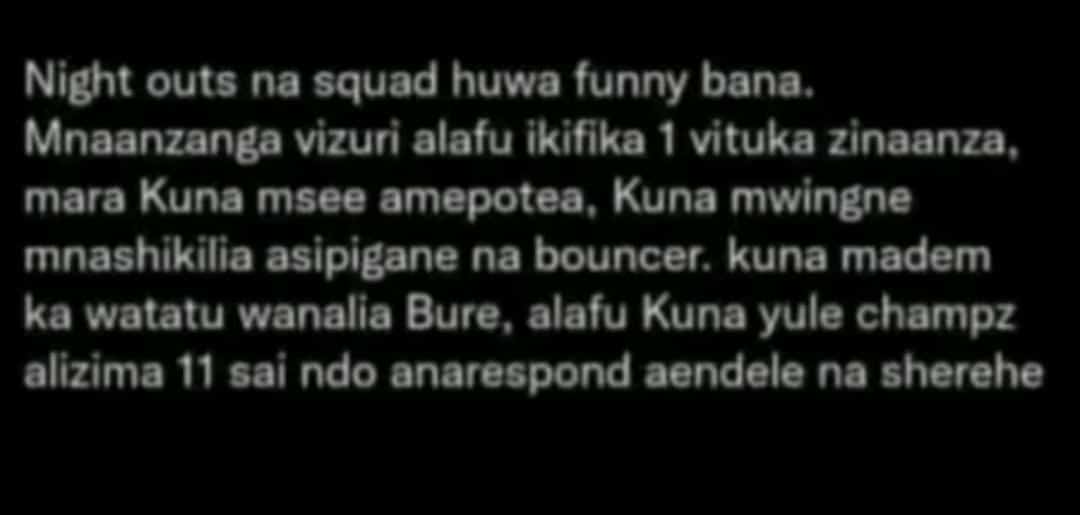 Night outs na squad huwa funny bana.
Mnaanzanga vizuri alafu ikifika 1 vituka zinaanza,
mara Kuna msee amepotea, Kuna mwingne
mnashikilia asipigane na bouncer. kuna madem
ka watatu wanalia Bure, alafu Kuna yule champz
alizima 11 sai ndo anarespond aendele na sherehe